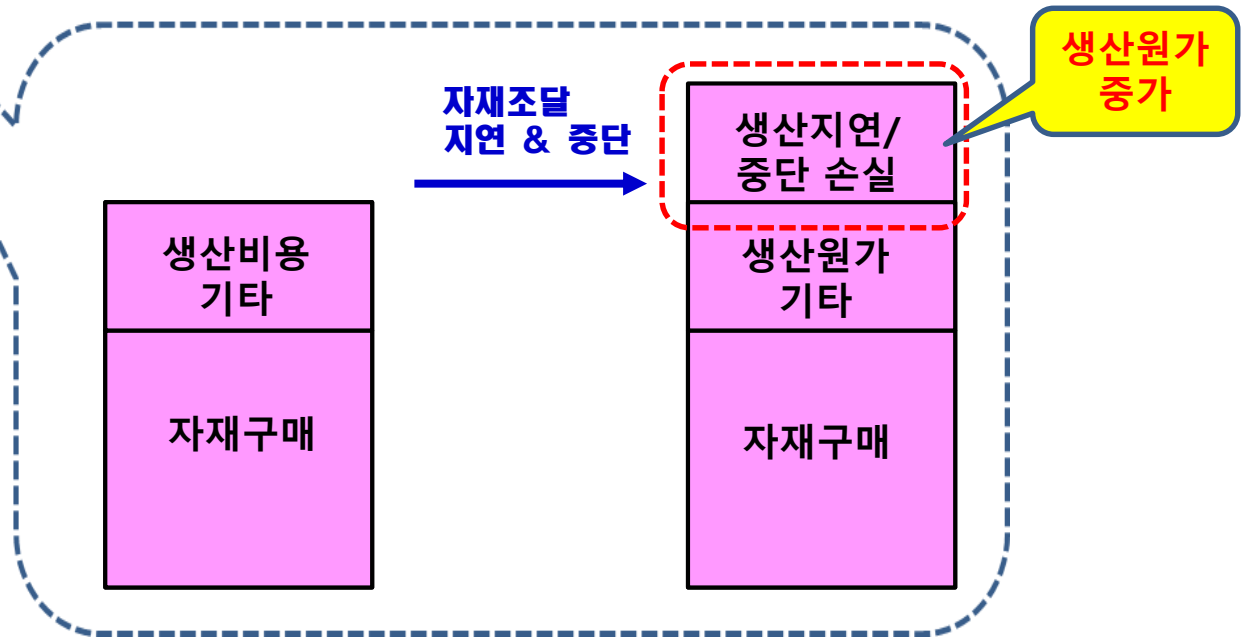 생산원가
중가
자재조달
지연 & 중단
생산지연/
중단 손실
생산비용
기타
생산원가
기타
자재구매
자재구매